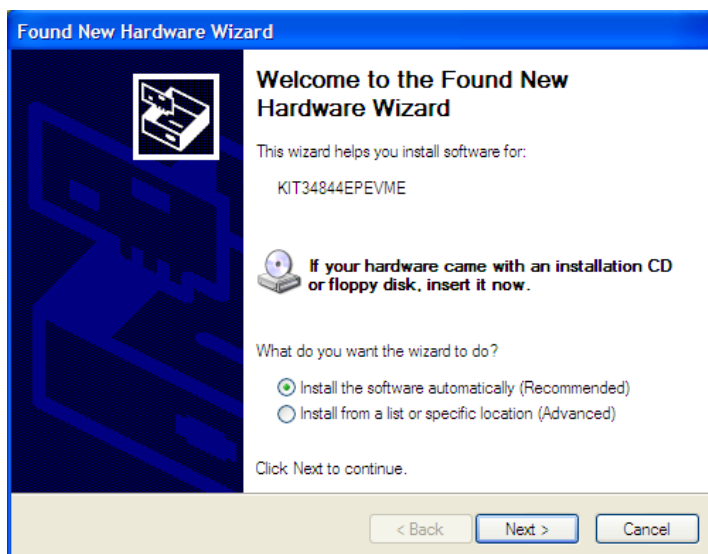 Found New Hardware Wizard
Welcome to the Found New
Hardware Wizard
This wizard helps you install software for:
KIT34844EPEVME
If your hardware came with an installation CD
or floppy disk, insert it now.
What do you want the wizard to do?
Install the software automatically (Recommended)
Install from a list or specific location (Advanced)
Click Next to continue.
< Back
Next >
Cancel